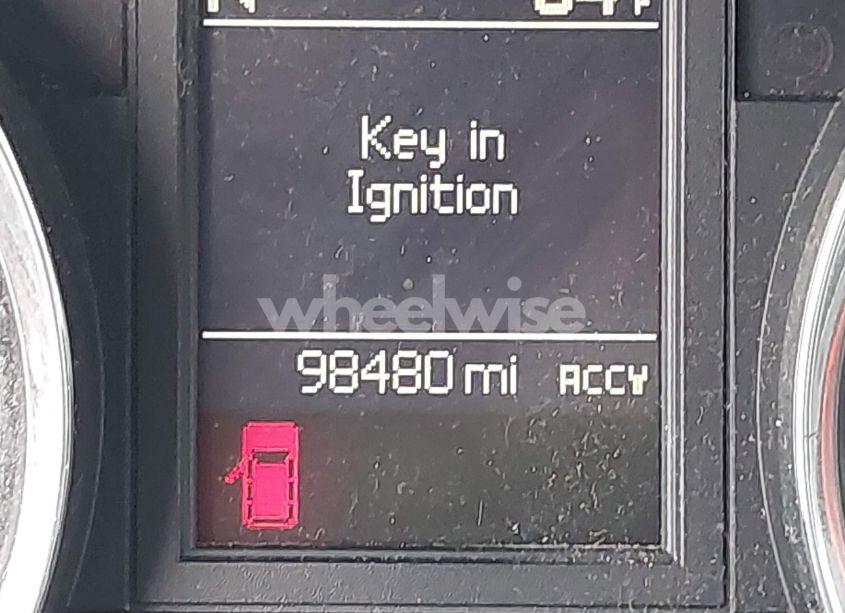 Key in
Ignition
wheelwise
98480 mi ACCY